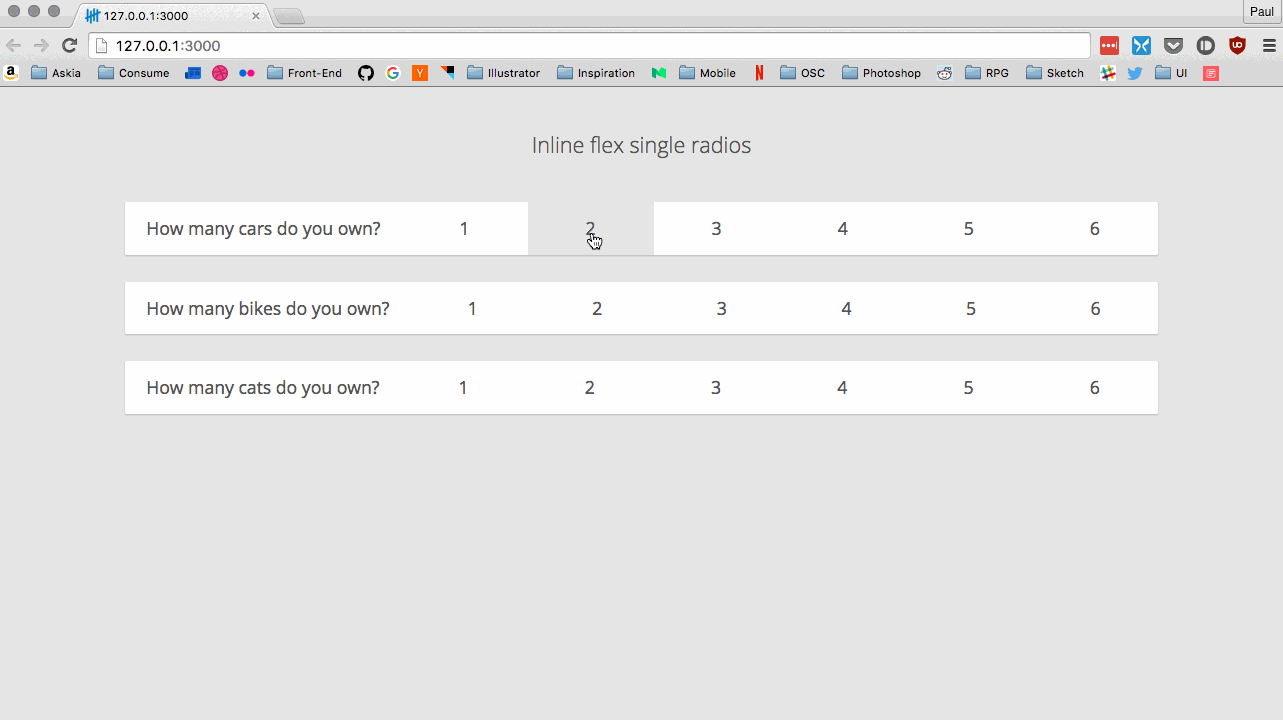 Paul
127.0.0.1:3000
127.0.0.1:3000
a Askia Consume Front-End G Y Illustrator Inspiration Mobile N OSC Photoshop RPG Sketch UI
Inline flex single radios
How many cars do you own? 1 2 3 4 5 6
How many bikes do you own? 1 2 3 4 5 6
How many cats do you own? 1 2 3 4 5 6